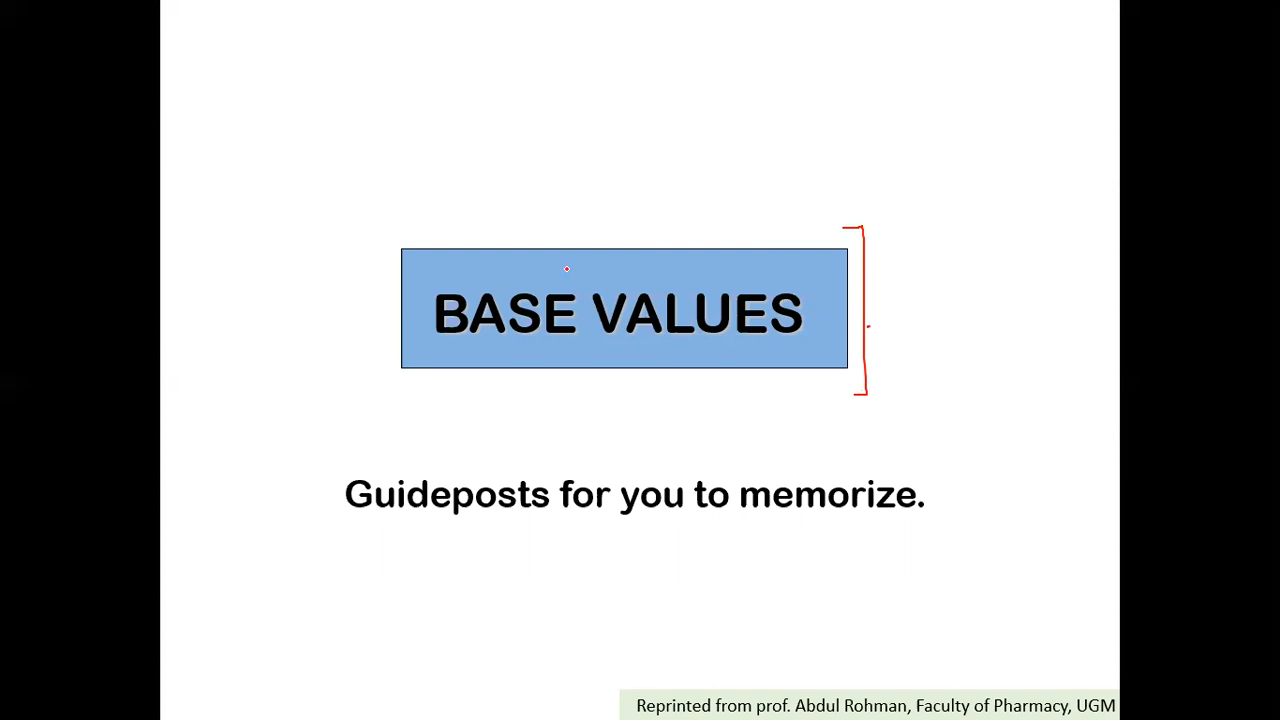 BASE VALUES
Guideposts for you to memorize.
Reprinted from prof. Abdul Rohman, Faculty of Pharmacy, UGM